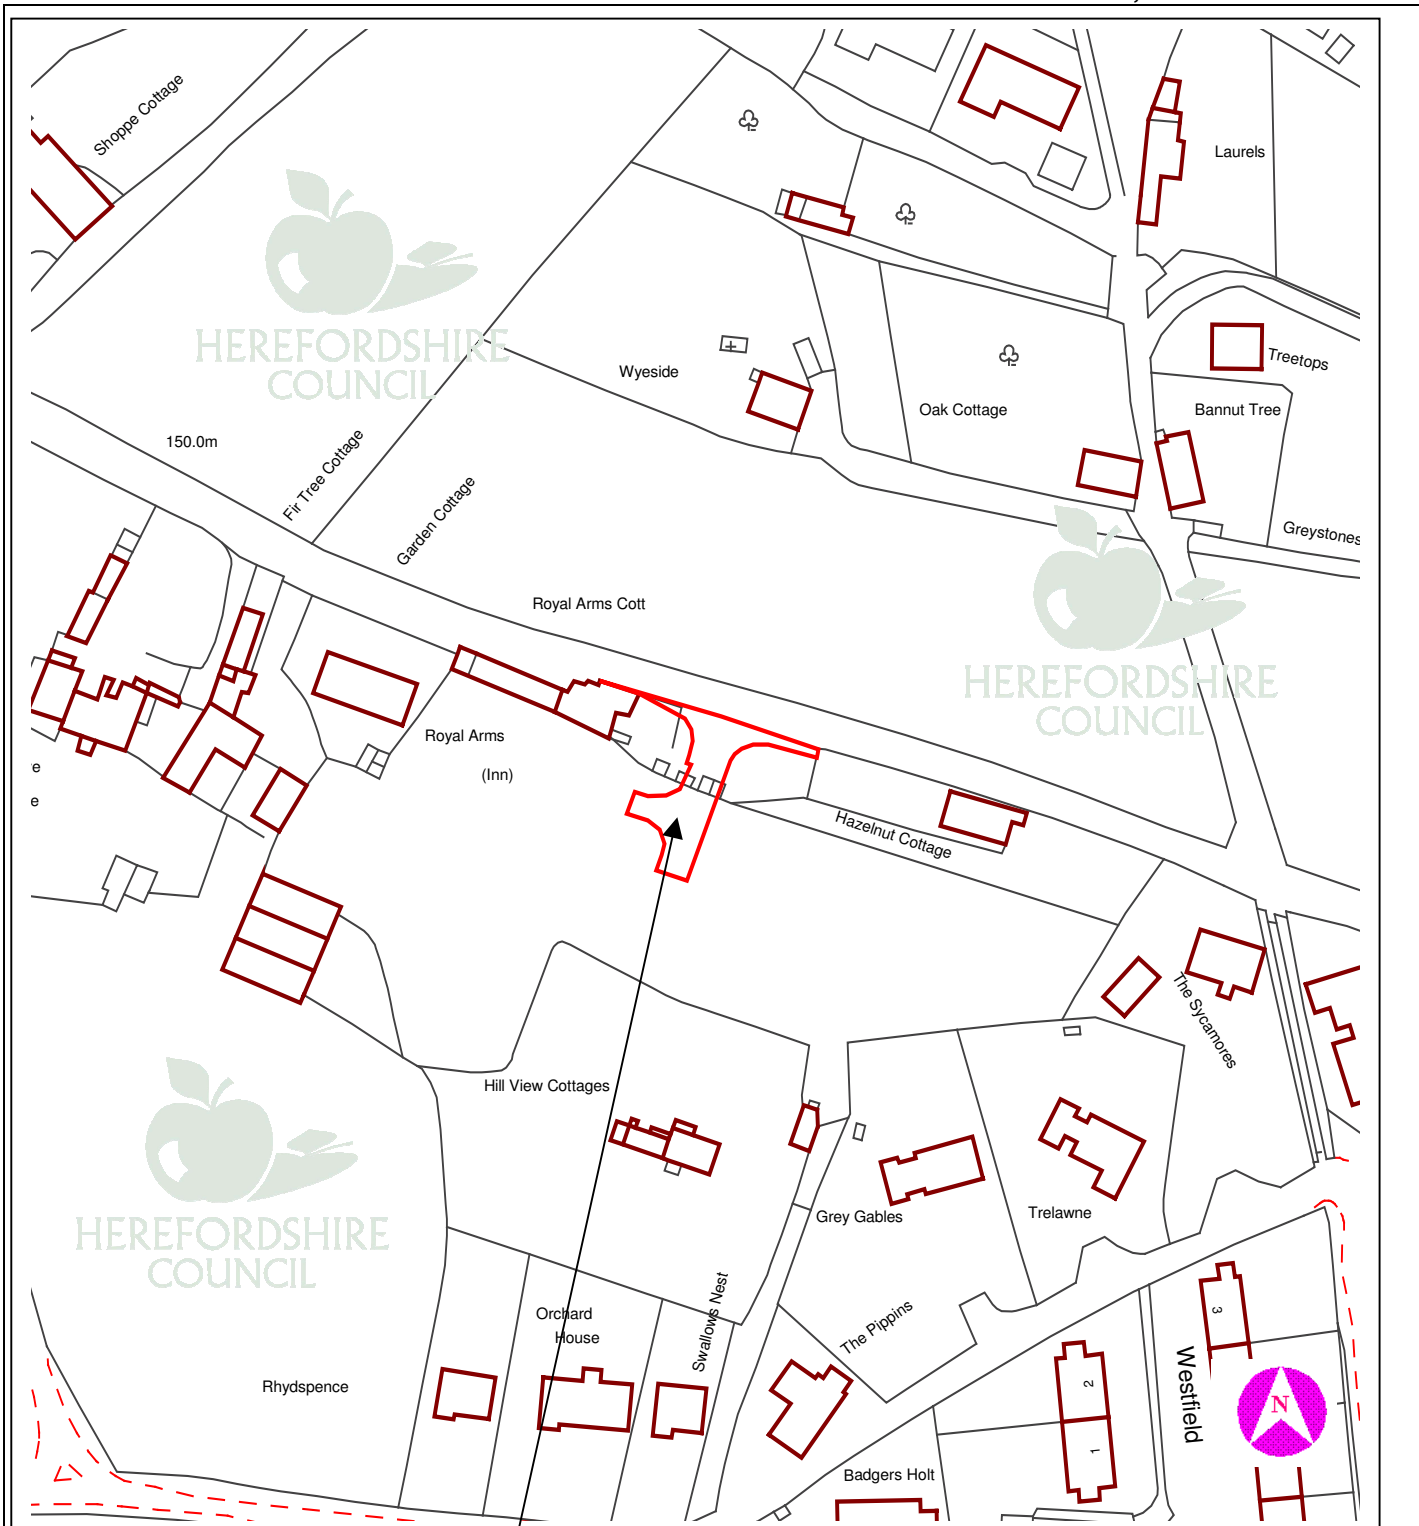 Shoppe Cottage
Laurels
HEREFORDSHIRE
COUNCIL
Wyeside
Treetops
Oak Cottage
Bannut Tree
150.0m
Fir Tree Cottage
Garden Cottage
Greystones
Royal Arms Cott
HEREFORDSHIRE
COUNCIL
Royal Arms
(Inn)
e
e
Hazelnut Cottage
The Sycamores
Hill View Cottages
HEREFORDSHIRE
COUNCIL
Grey Gables
Trelawne
Orchard
House
Swallows Nest
The Pippins
3
Rhydspence
2
Westfield
N
1
Badgers Holt